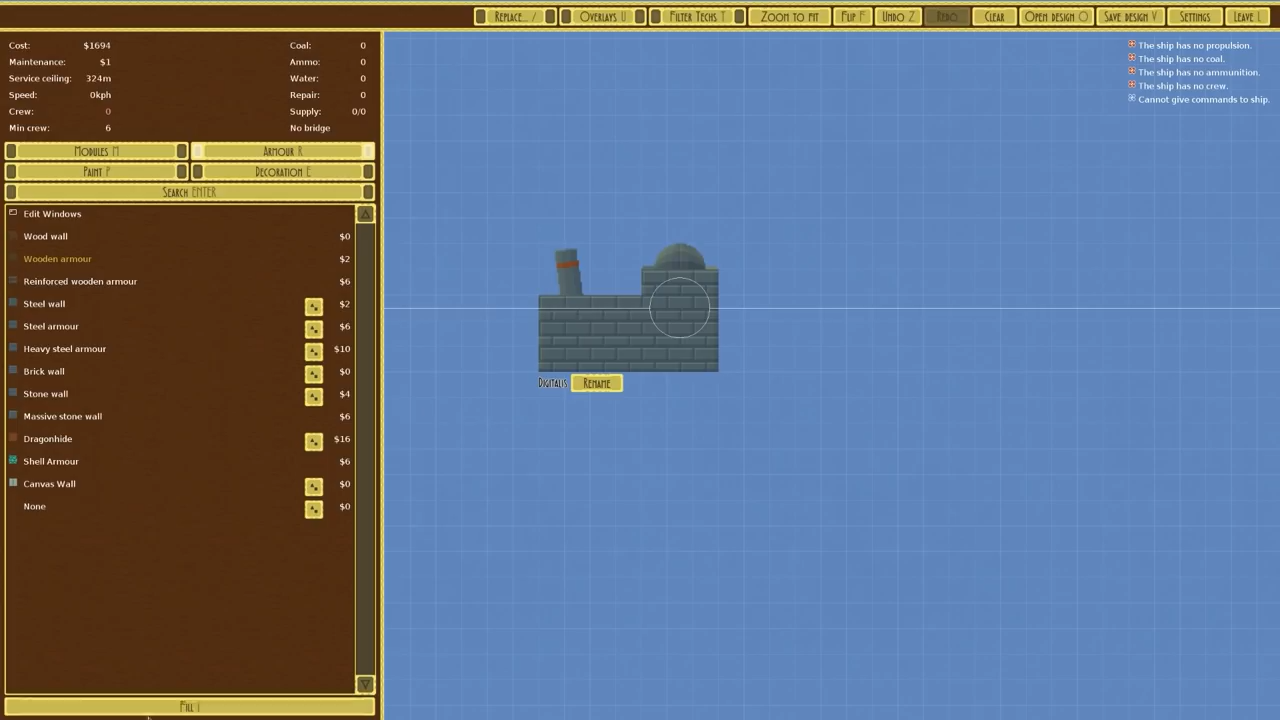 REPLACE... /
OVERLAYS U
FILTER TECHS T
ZOOM TO FIT
FLIP F
UNDO Z
REDO
CLEAR
OPEN DESIGN O
SAVE DESIGN V
SETTINGS
LEAVE L
Cost: $1694
Coal: 0
Maintenance: $1
Ammo: 0
Service ceiling: 324m
Water: 0
Speed: 0kph
Repair: 0
Crew: 0
Supply: 0/0
Min crew: 6
No bridge
The ship has no propulsion.
The ship has no coal.
The ship has no ammunition.
The ship has no crew.
Cannot give commands to ship.
MODULES M
ARMOUR R
PAINT P
DECORATION E
SEARCH ENTER
Edit Windows
Wood wall $0
Wooden armour $2
Reinforced wooden armour $6
Steel wall $2
Steel armour $6
Heavy steel armour $10
Brick wall $0
Stone wall $4
Massive stone wall $6
Dragonhide $16
Shell Armour $6
Canvas Wall $0
None $0
DIGITALIS
RENAME
FILL I